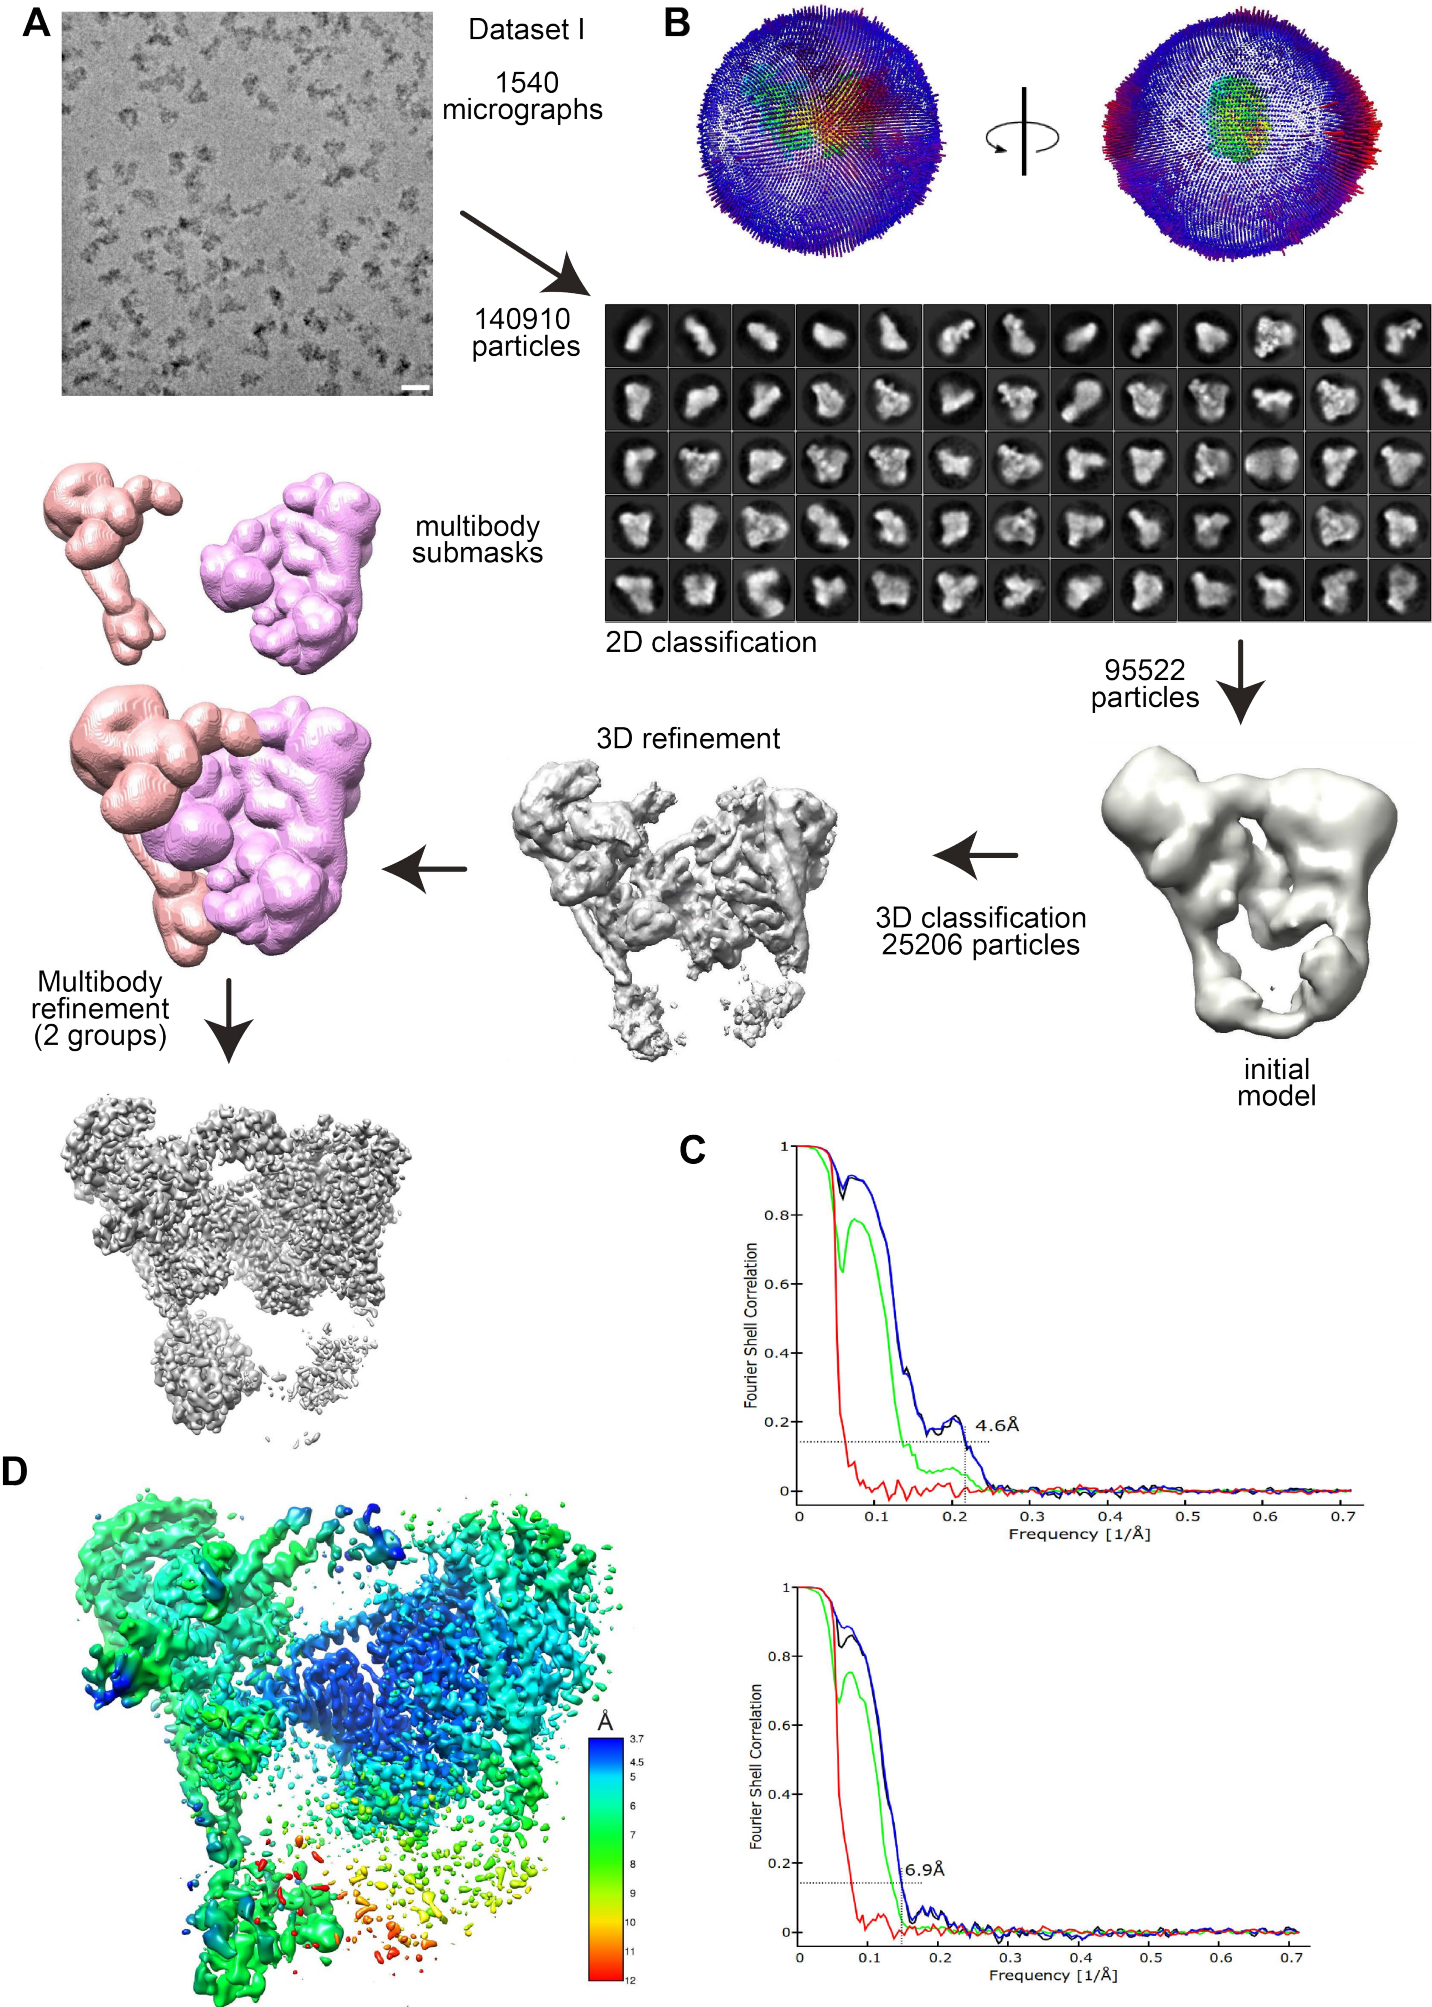 A
Dataset I
1540
micrographs
B
140910
particles
2D classification
multibody
submasks
95522
particles
3D refinement
3D classification
25206 particles
initial
model
Multibody
refinement
(2 groups)
C
1
0.8
0.6
0.4
0.2
0
Fourier Shell Correlation
4.6Å
0
0.1
0.2
0.3
0.4
0.5
0.6
0.7
Frequency [1/Å]
D
Å
3.7
4.5
5
6
7
8
9
10
11
12
1
0.8
0.6
0.4
0.2
0
Fourier Shell Correlation
6.9Å
0
0.1
0.2
0.3
0.4
0.5
0.6
0.7
Frequency [1/Å]